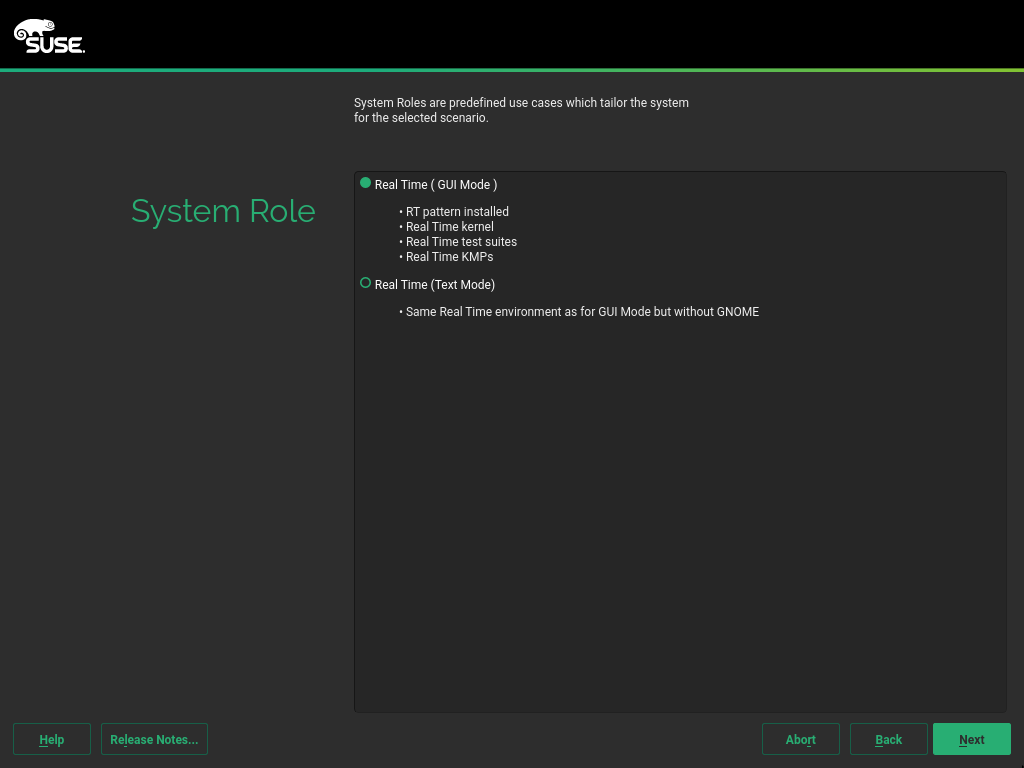 SUSE.
System Roles are predefined use cases which tailor the system
for the selected scenario.
System Role
Real Time ( GUI Mode )
• RT pattern installed
• Real Time kernel
• Real Time test suites
• Real Time KMPs
Real Time (Text Mode)
• Same Real Time environment as for GUI Mode but without GNOME
Help
Release Notes...
Abort
Back
Next